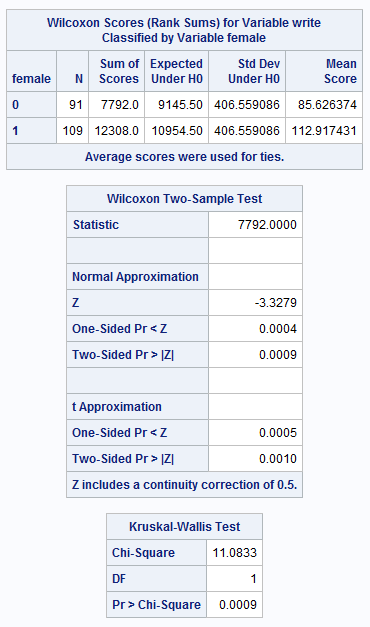 Wilcoxon Scores (Rank Sums) for Variable write
Classified by Variable female
female N Sum of Scores Expected Under H0 Std Dev Under H0 Mean Score
0 91 7792.0 9145.50 406.559086 85.626374
1 109 12308.0 10954.50 406.559086 112.917431
Average scores were used for ties.
Wilcoxon Two-Sample Test
Statistic 7792.0000
Normal Approximation
Z -3.3279
One-Sided Pr < Z 0.0004
Two-Sided Pr > |Z| 0.0009
t Approximation
One-Sided Pr < Z 0.0005
Two-Sided Pr > |Z| 0.0010
Z includes a continuity correction of 0.5.
Kruskal-Wallis Test
Chi-Square 11.0833
DF 1
Pr > Chi-Square 0.0009